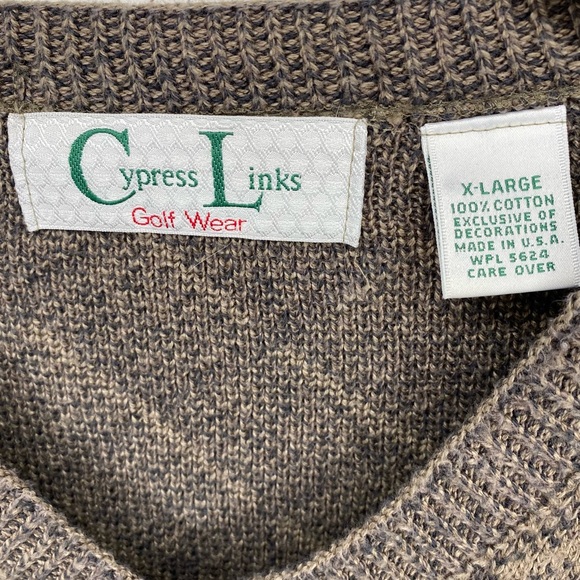 Cypress Links
Golf Wear
X-LARGE
100% COTTON
EXCLUSIVE OF
DECORATIONS
MADE IN U.S.A.
WPL 5624
CARE OVER